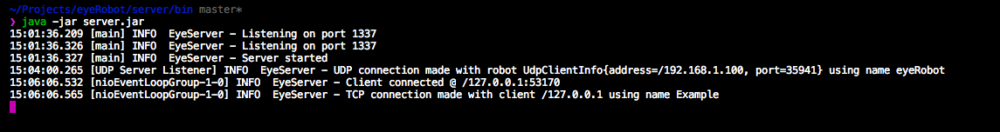 ~/Projects/eyeRobot/server/bin master*
❯ java -jar server.jar
15:01:36.209 [main] INFO  EyeServer - Listening on port 1337
15:01:36.326 [main] INFO  EyeServer - Listening on port 1337
15:01:36.327 [main] INFO  EyeServer - Server started
15:04:00.265 [UDP Server Listener] INFO  EyeServer - UDP connection made with robot UdpClientInfo{address=/192.168.1.100, port=35941} using name eyeRobot
15:06:06.532 [nioEventLoopGroup-1-0] INFO  EyeServer - Client connected @ /127.0.0.1:53170
15:06:06.565 [nioEventLoopGroup-1-0] INFO  EyeServer - TCP connection made with client /127.0.0.1 using name Example